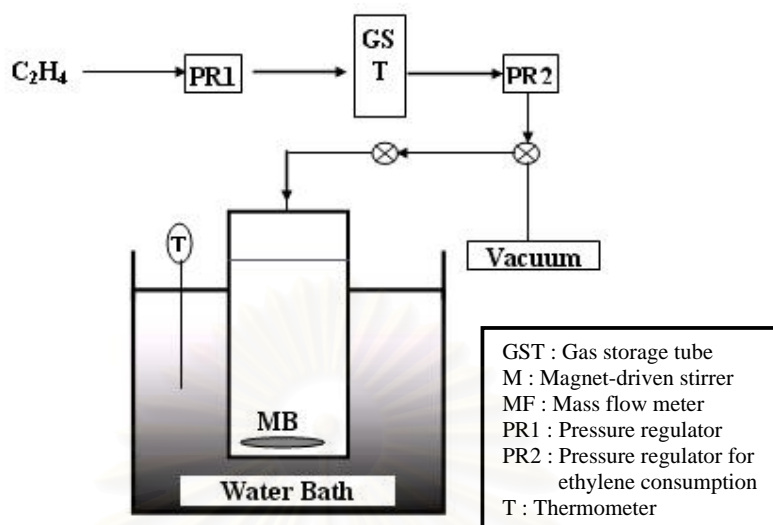 C₂H₄
PR1
GS
T
PR2
T
Vacuum
MB
Water Bath
GST : Gas storage tube
M : Magnet-driven stirrer
MF : Mass flow meter
PR1 : Pressure regulator
PR2 : Pressure regulator for
ethylene consumption
T : Thermometer